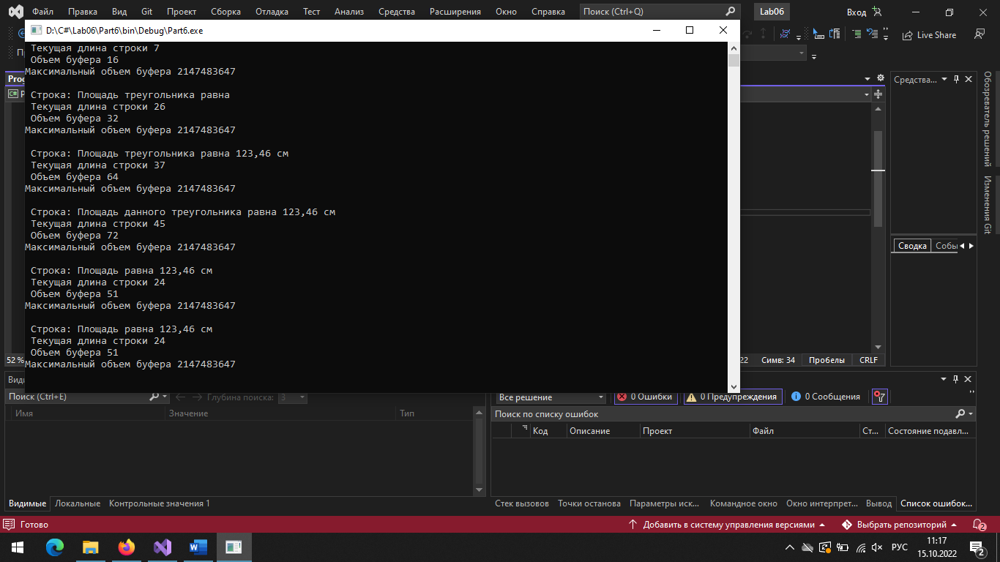 Файл Правка Вид Git Проект Сборка Отладка Тест Анализ Средства Расширения Окно Справка Поиск (Ctrl+Q) Lab06 Вход
D:\C#\Lab06\Part6\bin\Debug\Part6.exe
Live Share
Текущая длина строки 7
Объем буфера 16
Максимальный объем буфера 2147483647
Строка: Площадь треугольника равна
Текущая длина строки 26
Объем буфера 32
Максимальный объем буфера 2147483647
Строка: Площадь треугольника равна 123,46 см
Текущая длина строки 37
Объем буфера 64
Максимальный объем буфера 2147483647
Строка: Площадь данного треугольника равна 123,46 см
Текущая длина строки 45
Объем буфера 72
Максимальный объем буфера 2147483647
Строка: Площадь равна 123,46 см
Текущая длина строки 24
Объем буфера 51
Максимальный объем буфера 2147483647
Строка: Площадь равна 123,46 см
Текущая длина строки 24
Объем буфера 51
Максимальный объем буфера 2147483647
Средства...
Обозреватель решений
Изменения Git
Сводка Собы
52 % 22 Симв: 34 Пробелы CRLF
Поиск (Ctrl+E) Глубина поиска: 3
Имя Значение Тип
Видимые Локальные Контрольные значения 1
Все решение 0 Ошибки 0 Предупреждения 0 Сообщения
Поиск по списку ошибок
Код Описание Проект Файл Ст... Состояние подавл...
Стек вызовов Точки останова Параметры иск... Командное окно Окно интерпрет... Вывод Список ошибок...
Готово Добавить в систему управления версиями Выбрать репозиторий 2
РУС 11:17
15.10.2022 2